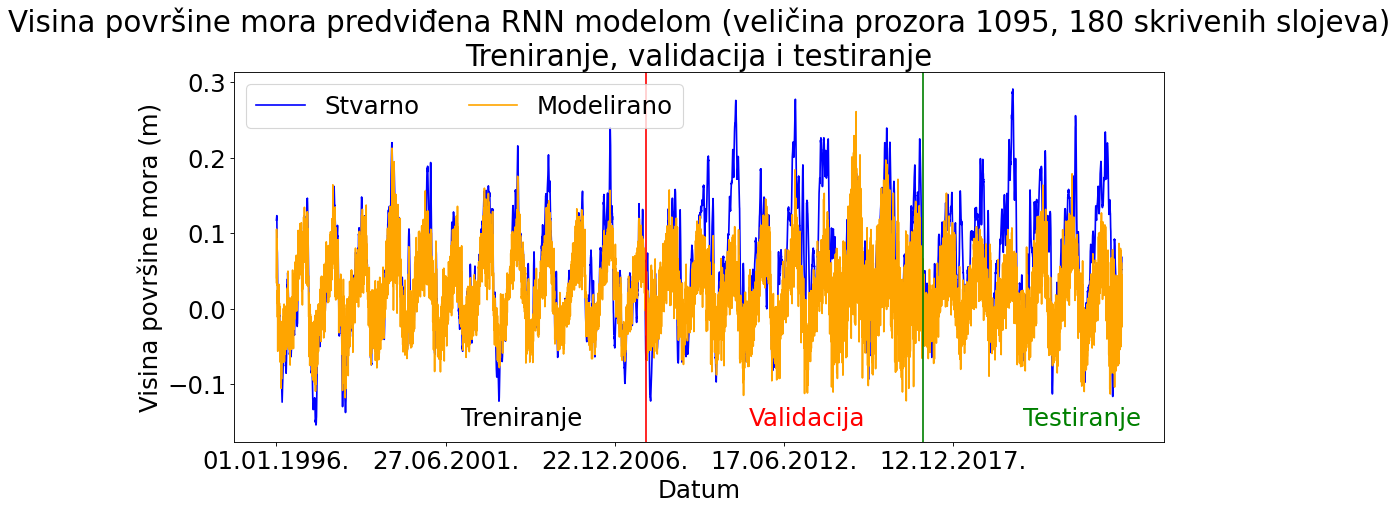 Visina površine mora predviđena RNN modelom (veličina prozora 1095, 180 skrivenih slojeva)
Treniranje, validacija i testiranje
Stvarno
Modelirano
Visina površine mora (m)
0.3
0.2
0.1
0.0
−0.1
Treniranje
Validacija
Testiranje
01.01.1996.
27.06.2001.
22.12.2006.
17.06.2012.
12.12.2017.
Datum